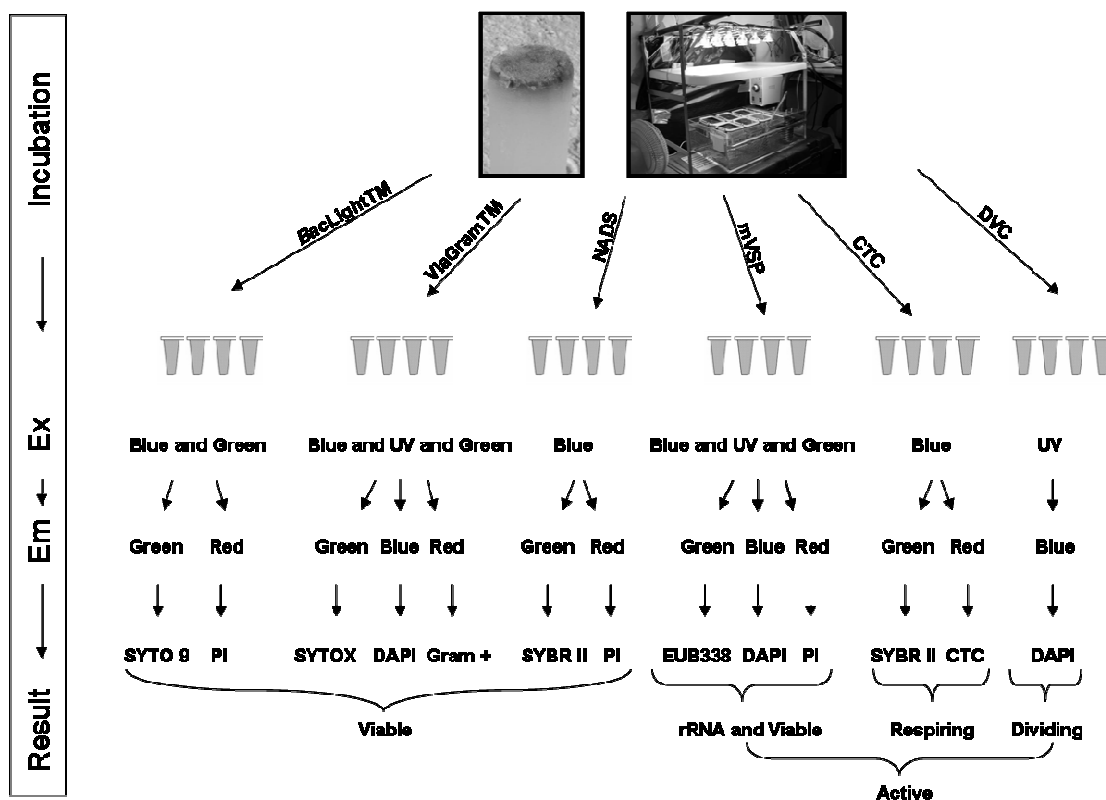 Incubation
BacLightTM
ViaGramTM
NADS
mVSP
CTC
DVC
Ex
Blue and Green
Blue and UV and Green
Blue
Blue and UV and Green
Blue
UV
Em
Green Red
Green Blue Red
Green Red
Green Blue Red
Green Red
Blue
SYTO 9 PI
SYTOX DAPI Gram +
SYBR II PI
EUB338 DAPI PI
SYBR II CTC
DAPI
Result
Viable
rRNA and Viable
Respiring
Dividing
Active